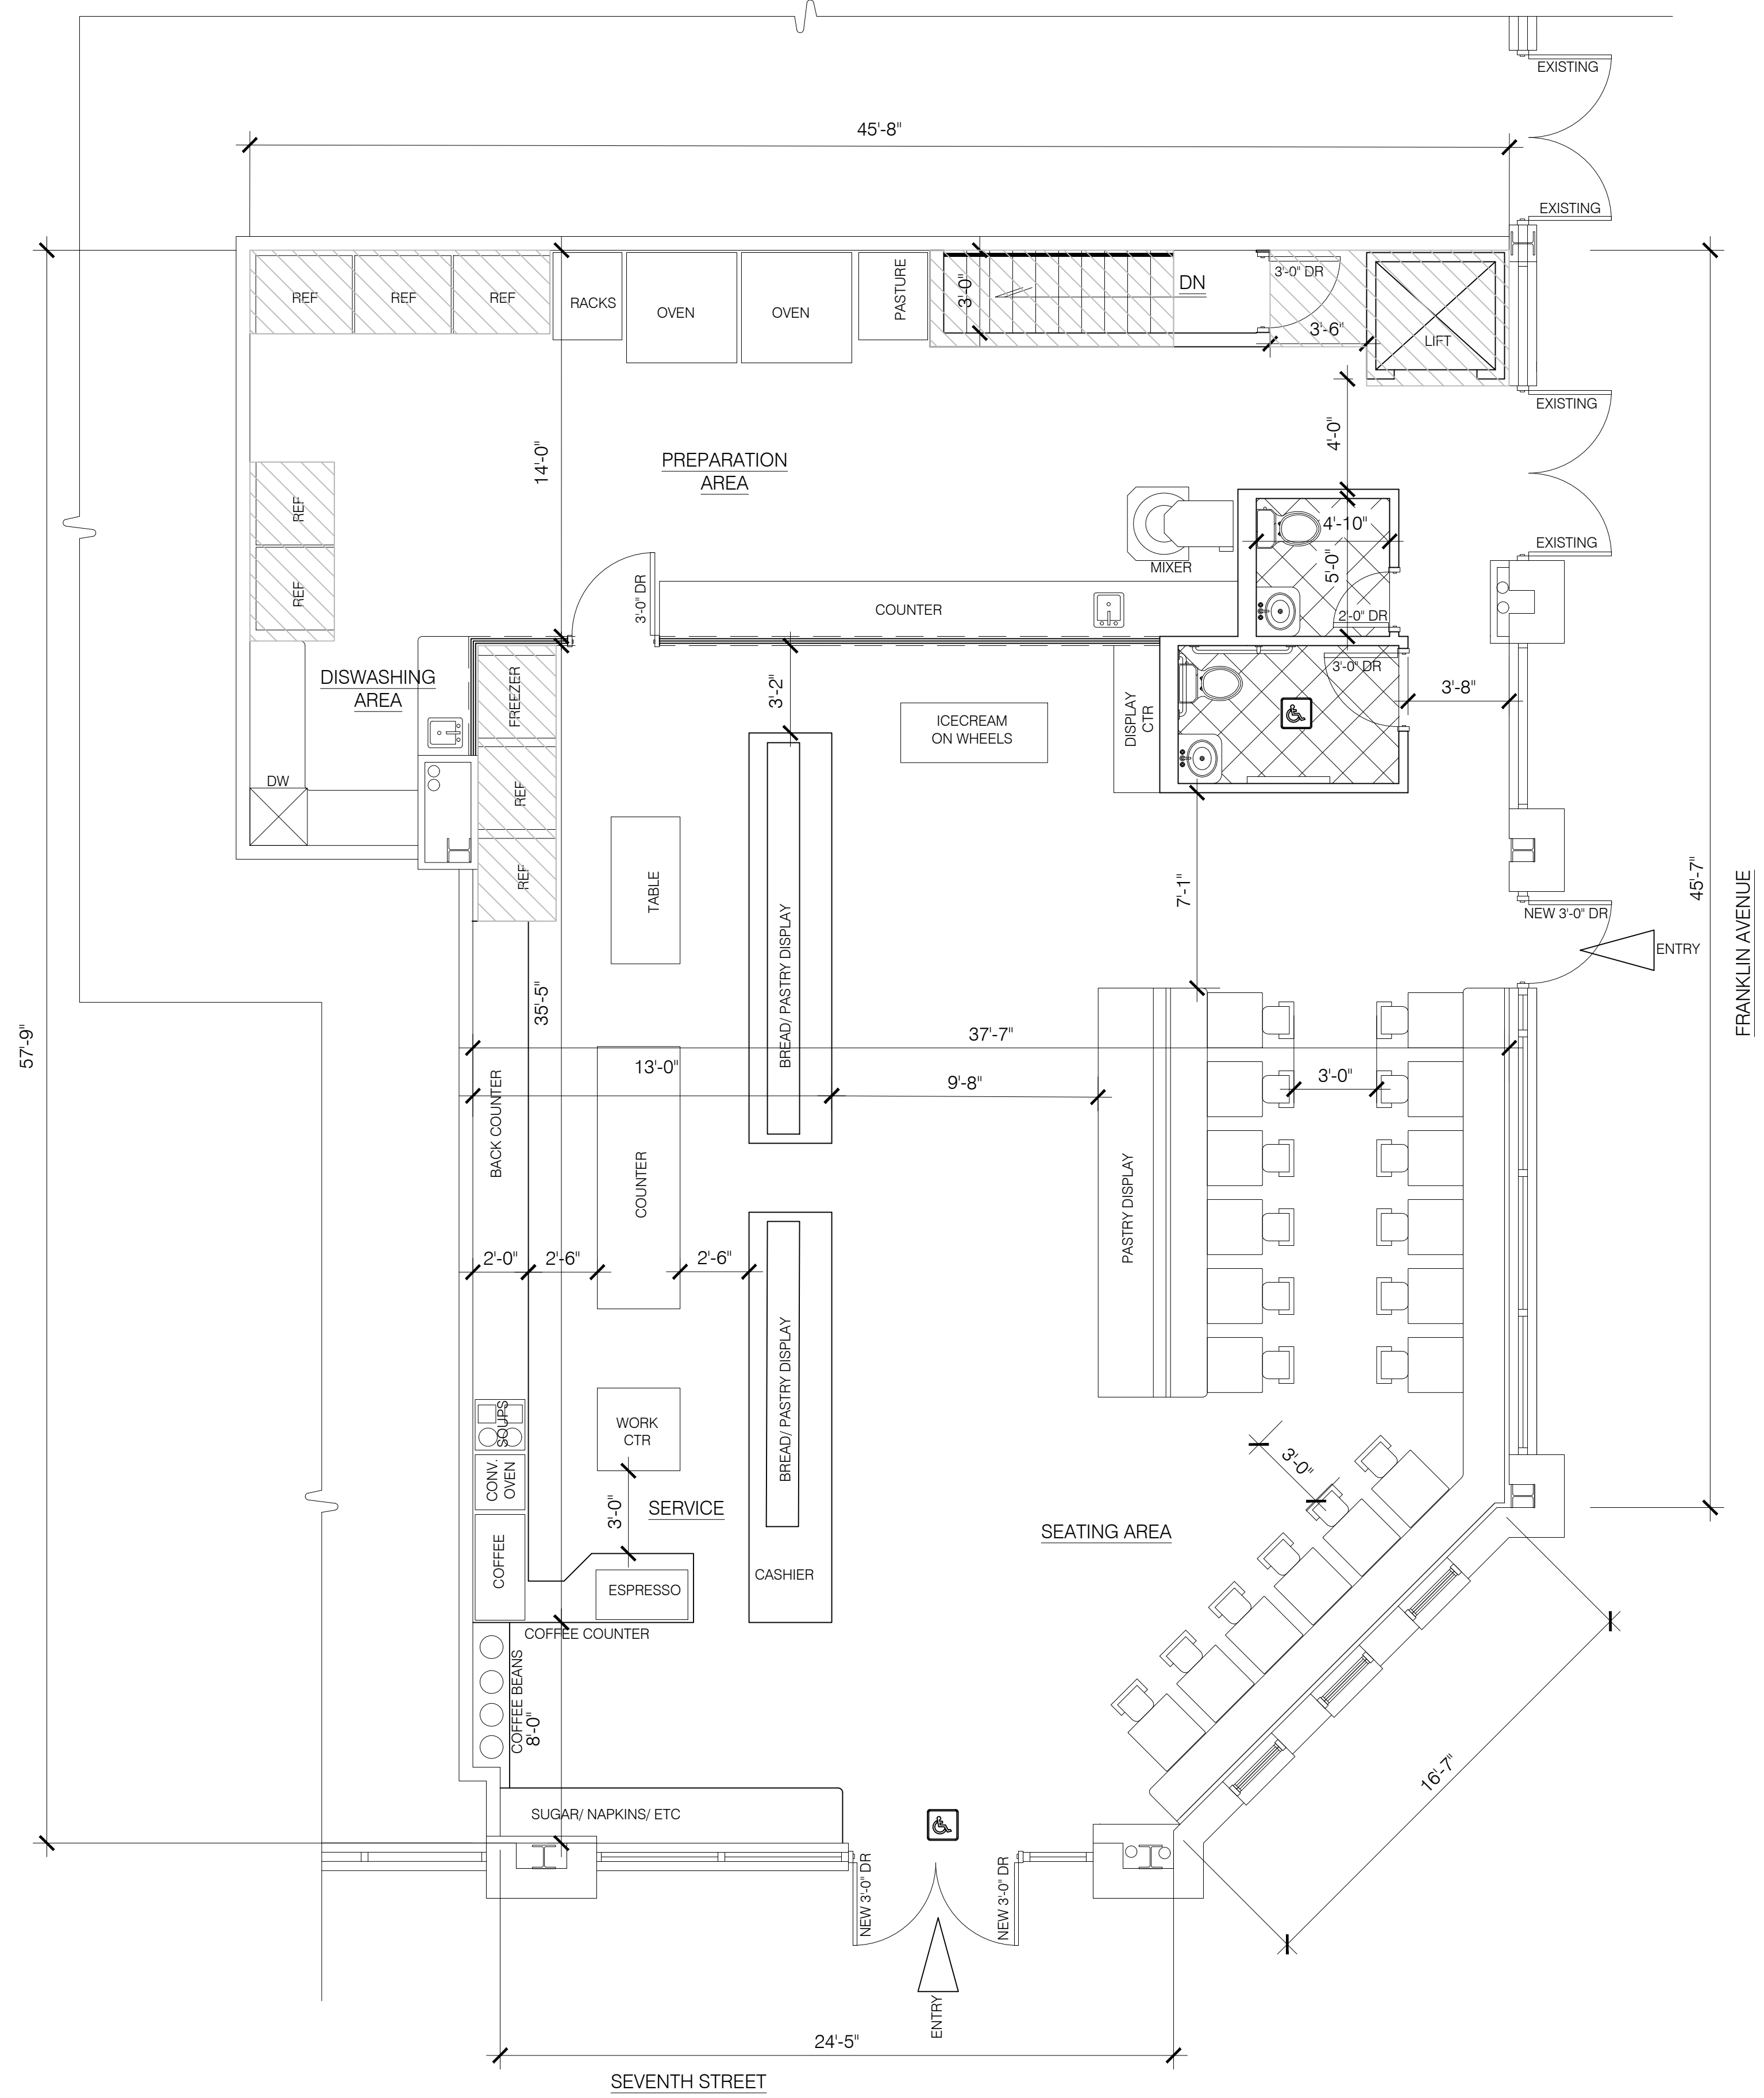 EXISTING
45'-8"
EXISTING
REF
REF
REF
RACKS
OVEN
OVEN
PASTURE
3'-0"
DN
3'-0" DR
3'-6"
LIFT
EXISTING
4'-0"
14'-0"
PREPARATION
AREA
REF
REF
MIXER
4'-10"
5'-0"
2'-0" DR
EXISTING
3'-0" DR
COUNTER
DISWASHING
AREA
FREEZER
REF
REF
DW
3'-2"
ICECREAM
ON WHEELS
DISPLAY
CTR
3'-0" DR
3'-8"
TABLE
BREAD/ PASTRY DISPLAY
7'-1"
NEW 3'-0" DR
ENTRY
45'-7"
FRANKLIN AVENUE
57'-9"
35'-5"
37'-7"
13'-0"
9'-8"
3'-0"
BACK COUNTER
COUNTER
PASTRY DISPLAY
2'-0"
2'-6"
2'-6"
BREAD/ PASTRY DISPLAY
SOUPS
CONV.
OVEN
COFFEE
WORK
CTR
3'-0"
SERVICE
3'-0"
SEATING AREA
ESPRESSO
CASHIER
COFFEE COUNTER
COFFEE BEANS
8'-0"
16'-7"
SUGAR/ NAPKINS/ ETC
NEW 3'-0" DR
NEW 3'-0" DR
ENTRY
24'-5"
SEVENTH STREET